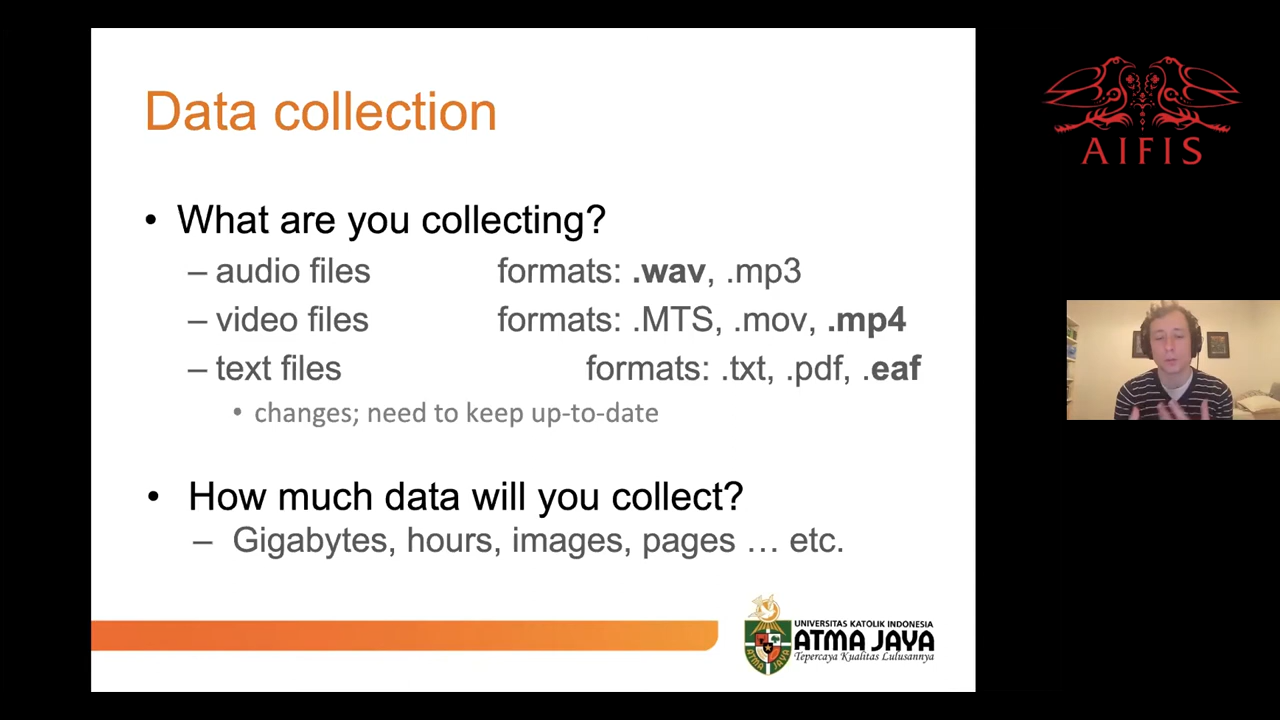 Data collection
• What are you collecting?
– audio files formats: .wav, .mp3
– video files formats: .MTS, .mov, .mp4
– text files formats: .txt, .pdf, .eaf
• changes; need to keep up-to-date
• How much data will you collect?
– Gigabytes, hours, images, pages … etc.
UNIVERSITAS KATOLIK INDONESIA
ATMA JAYA
Tepercaya Kualitas Lulusannya
ATMA JAYA
AIFIS